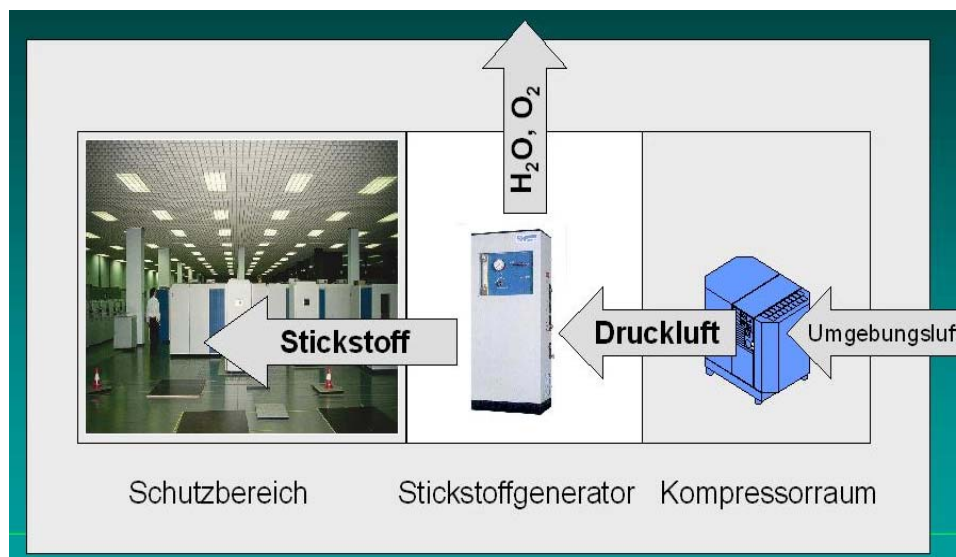 H₂O, O₂
Stickstoff
Druckluft
Umgebungsluf
Schutzbereich
Stickstoffgenerator
Kompressorraum